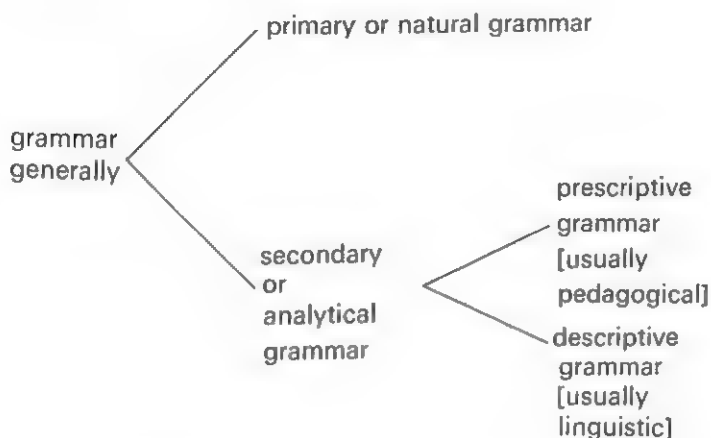 primary or natural grammar
grammar
generally
secondary
or
analytical
grammar
prescriptive
grammar
[usually
pedagogical]
descriptive
grammar
[usually
linguistic]